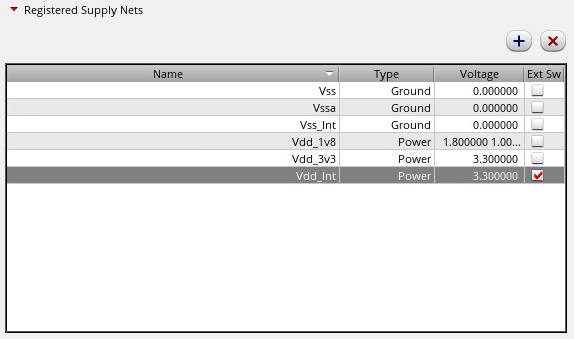 Registered Supply Nets
Name Type Voltage Ext Sw
Vss Ground 0.000000
Vssa Ground 0.000000
Vss_Int Ground 0.000000
Vdd_1v8 Power 1.800000 1.00...
Vdd_3v3 Power 3.300000
Vdd_Int Power 3.300000